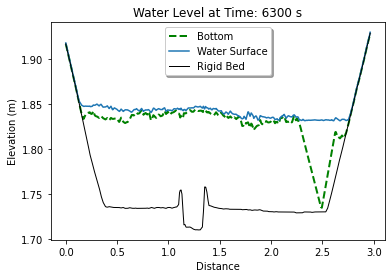 Water Level at Time: 6300 s
Bottom
Water Surface
Rigid Bed
Elevation (m)
1.90
1.85
1.80
1.75
1.70
0.0 0.5 1.0 1.5 2.0 2.5 3.0
Distance